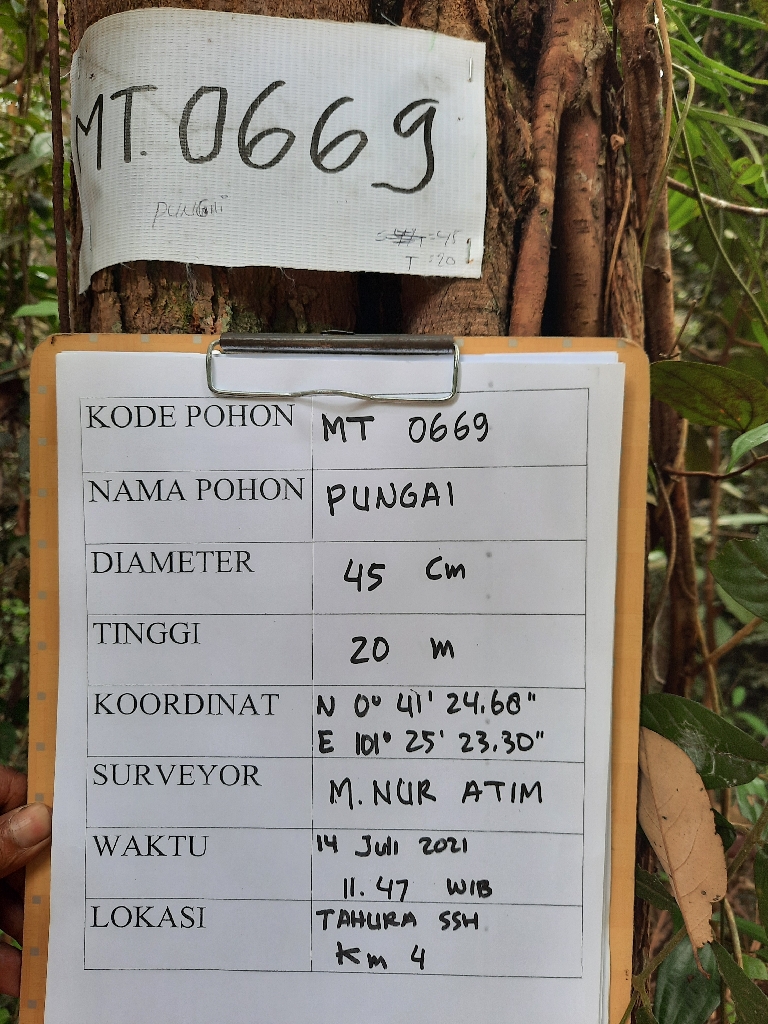 MT. 0669
PUNGAI
T = 45
T : 20
KODE POHON MT 0669
NAMA POHON PUNGAI
DIAMETER 45 Cm
TINGGI 20 m
KOORDINAT N 0° 41' 24.68"
E 101° 25' 23.30"
SURVEYOR M. NUR ATIM
WAKTU 14 Juli 2021
11.47 WIB
LOKASI TAHURA SSH
Km 4